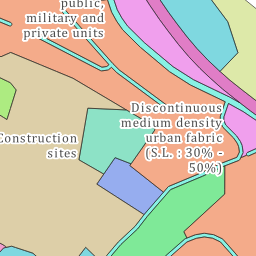 public,
military and
private units
Discontinuous
medium density
urban fabric
(S.L. : 30% -
50%)
Construction
sites